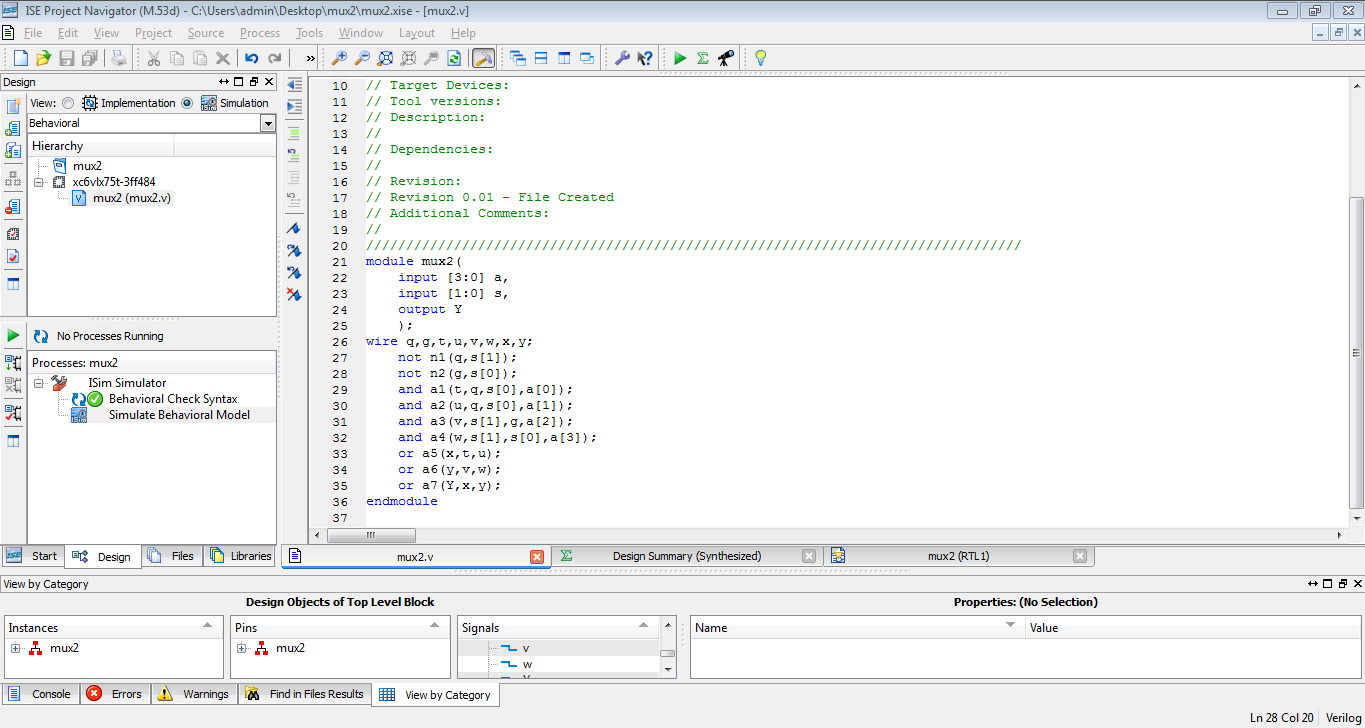 ISE Project Navigator (M.53d) - C:\Users\admin\Desktop\mux2\mux2.xise - [mux2.v]
File Edit View Project Source Process Tools Window Layout Help
Design
View: Implementation Simulation
Behavioral
Hierarchy
mux2
xc6vlx75t-3ff484
mux2 (mux2.v)
No Processes Running
Processes: mux2
ISim Simulator
Behavioral Check Syntax
Simulate Behavioral Model
Start Design Files Libraries
10 // Target Devices:
11 // Tool versions:
12 // Description:
13 //
14 // Dependencies:
15 //
16 // Revision:
17 // Revision 0.01 - File Created
18 // Additional Comments:
19 //
20 //////////////////////////////////////////////////////////////////////////////////
21 module mux2(
22 input [3:0] a,
23 input [1:0] s,
24 output Y
25 );
26 wire q,g,t,u,v,w,x,y;
27 not n1(q,s[1]);
28 not n2(g,s[0]);
29 and a1(t,q,s[0],a[0]);
30 and a2(u,q,s[0],a[1]);
31 and a3(v,s[1],g,a[2]);
32 and a4(w,s[1],s[0],a[3]);
33 or a5(x,t,u);
34 or a6(y,v,w);
35 or a7(Y,x,y);
36 endmodule
37
mux2.v Design Summary (Synthesized) mux2 (RTL1)
View by Category
Design Objects of Top Level Block
Properties: (No Selection)
Instances Pins Signals Name Value
mux2 mux2 v
w
Console Errors Warnings Find in Files Results View by Category
Ln 28 Col 20 Verilog